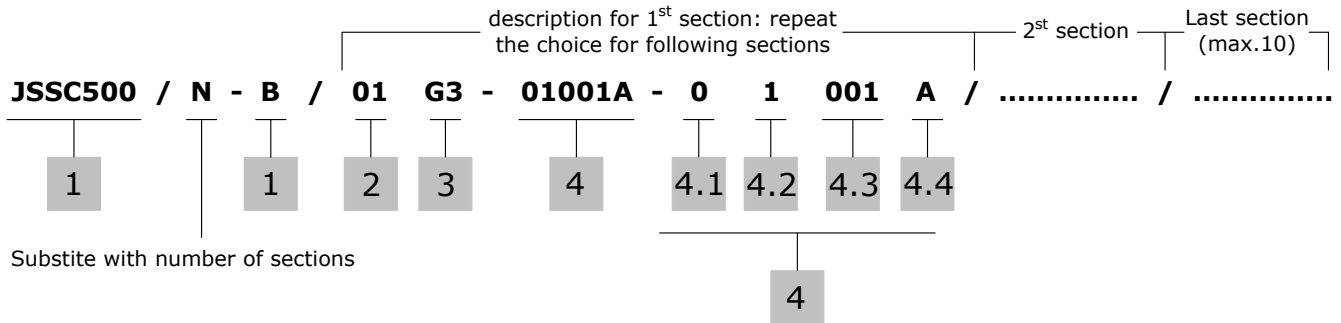 description for 1st section: repeat
the choice for following sections
2st section
Last section
(max.10)
JSSC500 / N - B / 01 G3 - 01001A - 0 1 001 A / ............... / ...............
1 1 2 3 4 4.1 4.2 4.3 4.4
Substite with number of sections
4